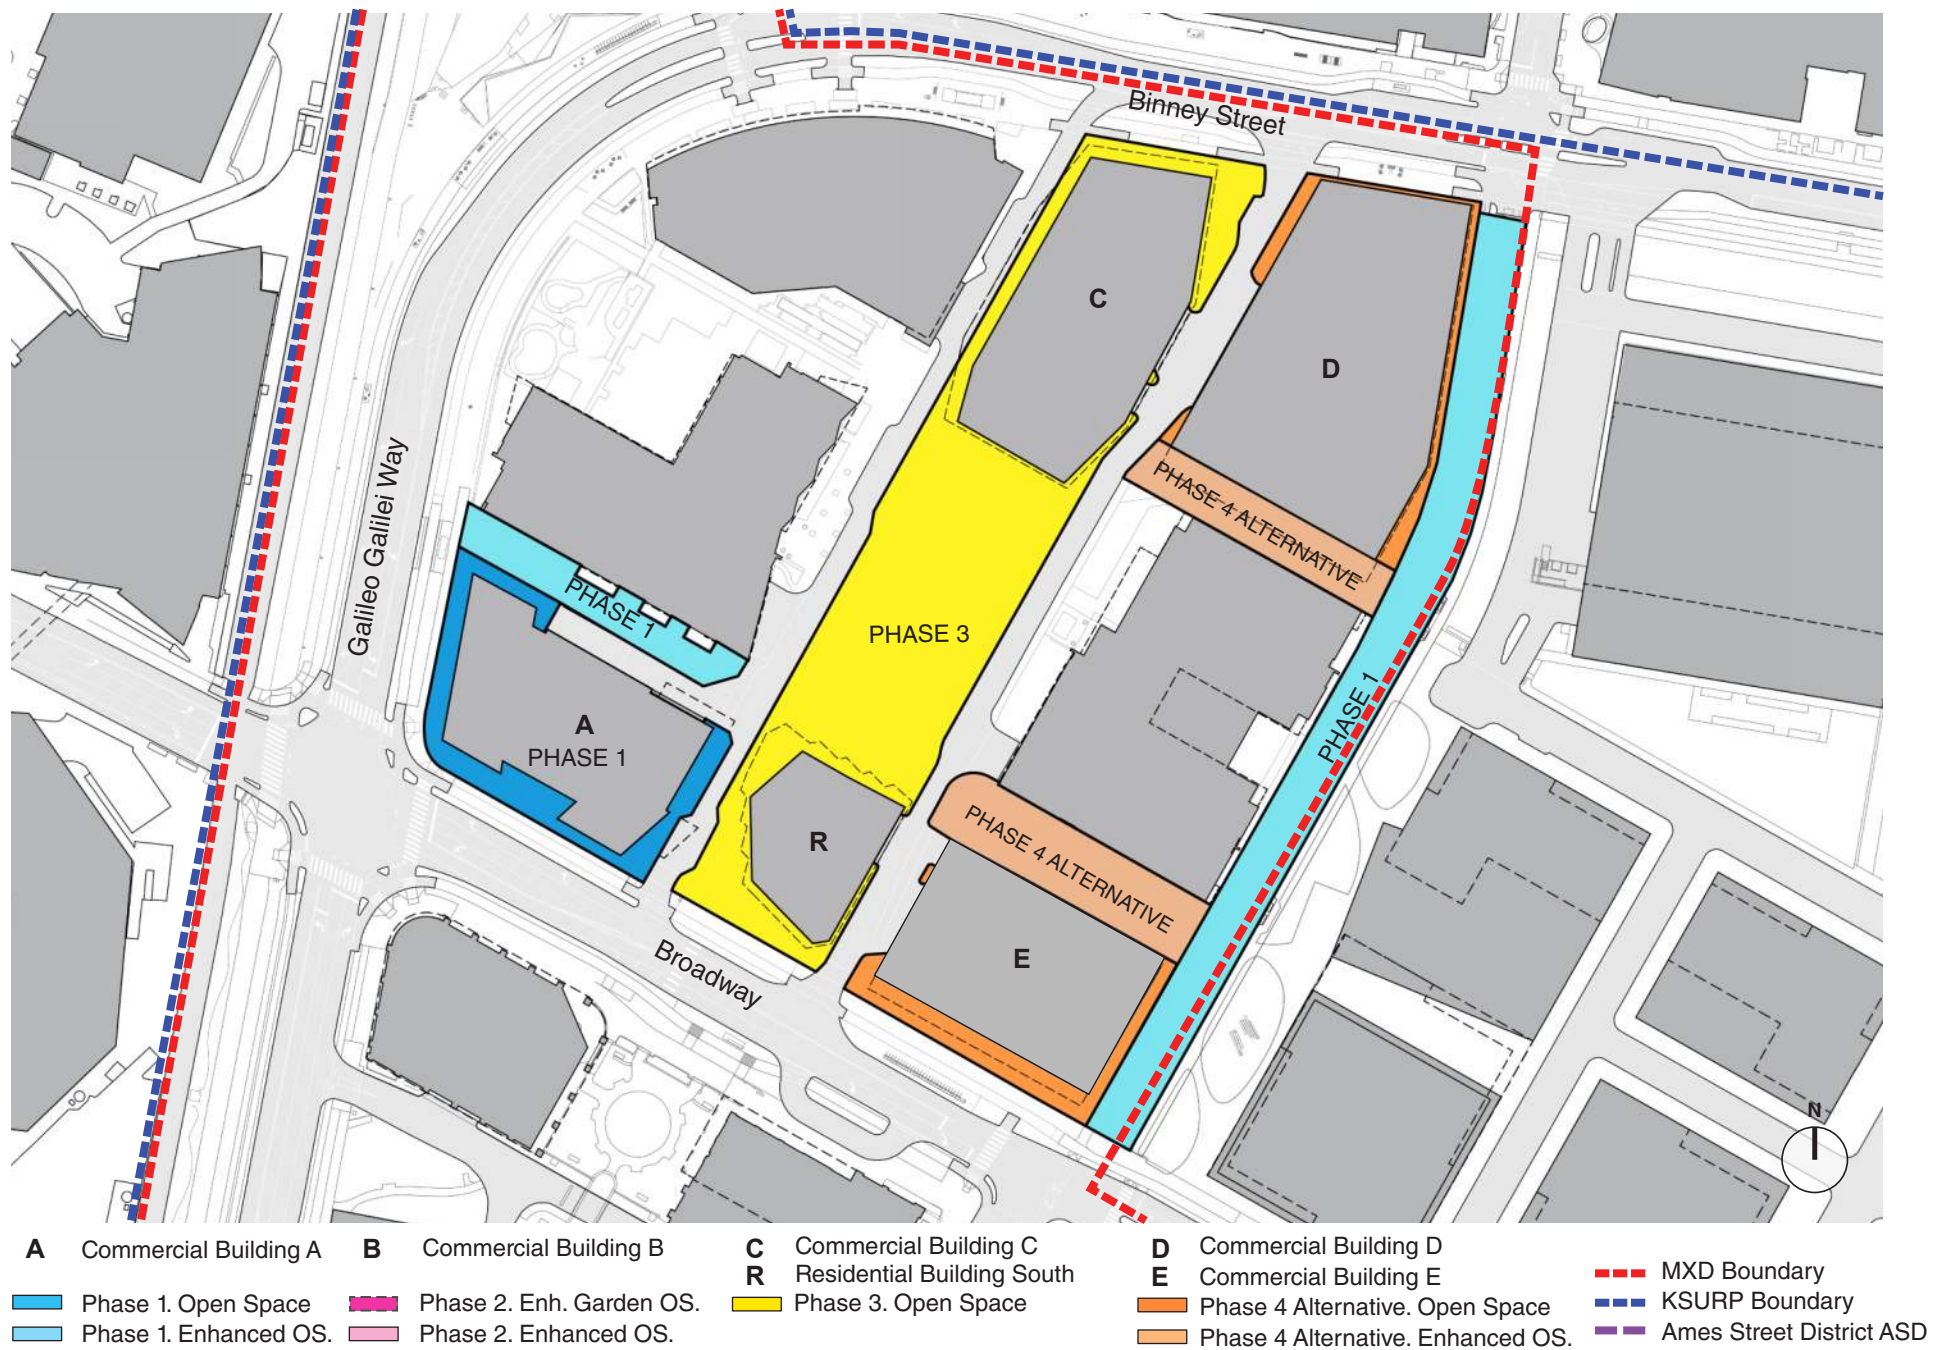 Binney Street
C
D
PHASE 4 ALTERNATIVE
Galileo Galilei Way
PHASE 1
PHASE 3
A
PHASE 1
PHASE 1
R
PHASE 4 ALTERNATIVE
E
Broadway
N
A Commercial Building A
Phase 1. Open Space
Phase 1. Enhanced OS.
B Commercial Building B
Phase 2. Enh. Garden OS.
Phase 2. Enhanced OS.
C Commercial Building C
R Residential Building South
Phase 3. Open Space
D Commercial Building D
E Commercial Building E
Phase 4 Alternative. Open Space
Phase 4 Alternative. Enhanced OS.
MXD Boundary
KSURP Boundary
Ames Street District ASD